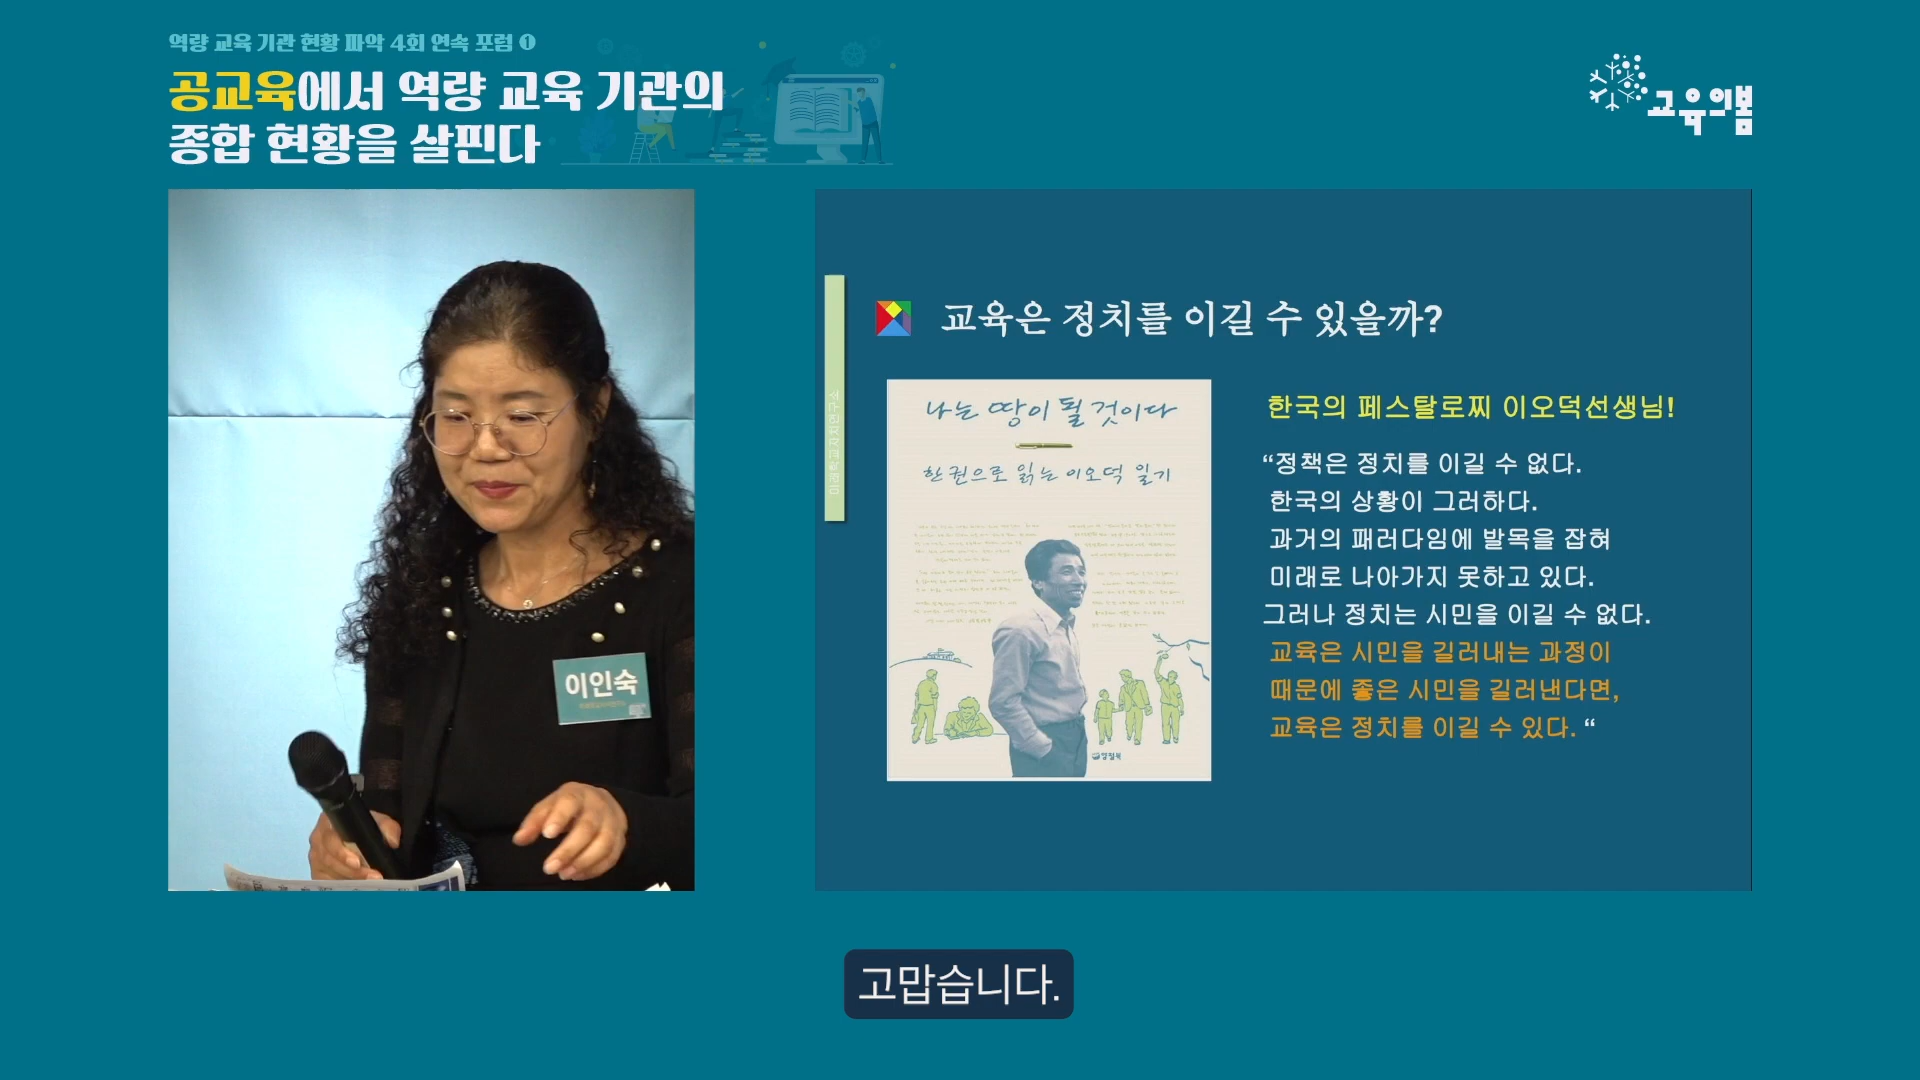 역량 교육 기관 현황 파악 4회 연속 포럼 ❶
공교육에서 역량 교육 기관의
종합 현황을 살핀다
교육의봄
이인숙
교육은 정치를 이길 수 있을까?
나는 땅이 될 것이다
한 권으로 읽는 이오덕 일기
양철북
한국의 페스탈로찌 이오덕선생님!
“정책은 정치를 이길 수 없다.
한국의 상황이 그러하다.
과거의 패러다임에 발목을 잡혀
미래로 나아가지 못하고 있다.
그러나 정치는 시민을 이길 수 없다.
교육은 시민을 길러내는 과정이
때문에 좋은 시민을 길러낸다면,
교육은 정치를 이길 수 있다. “
고맙습니다.